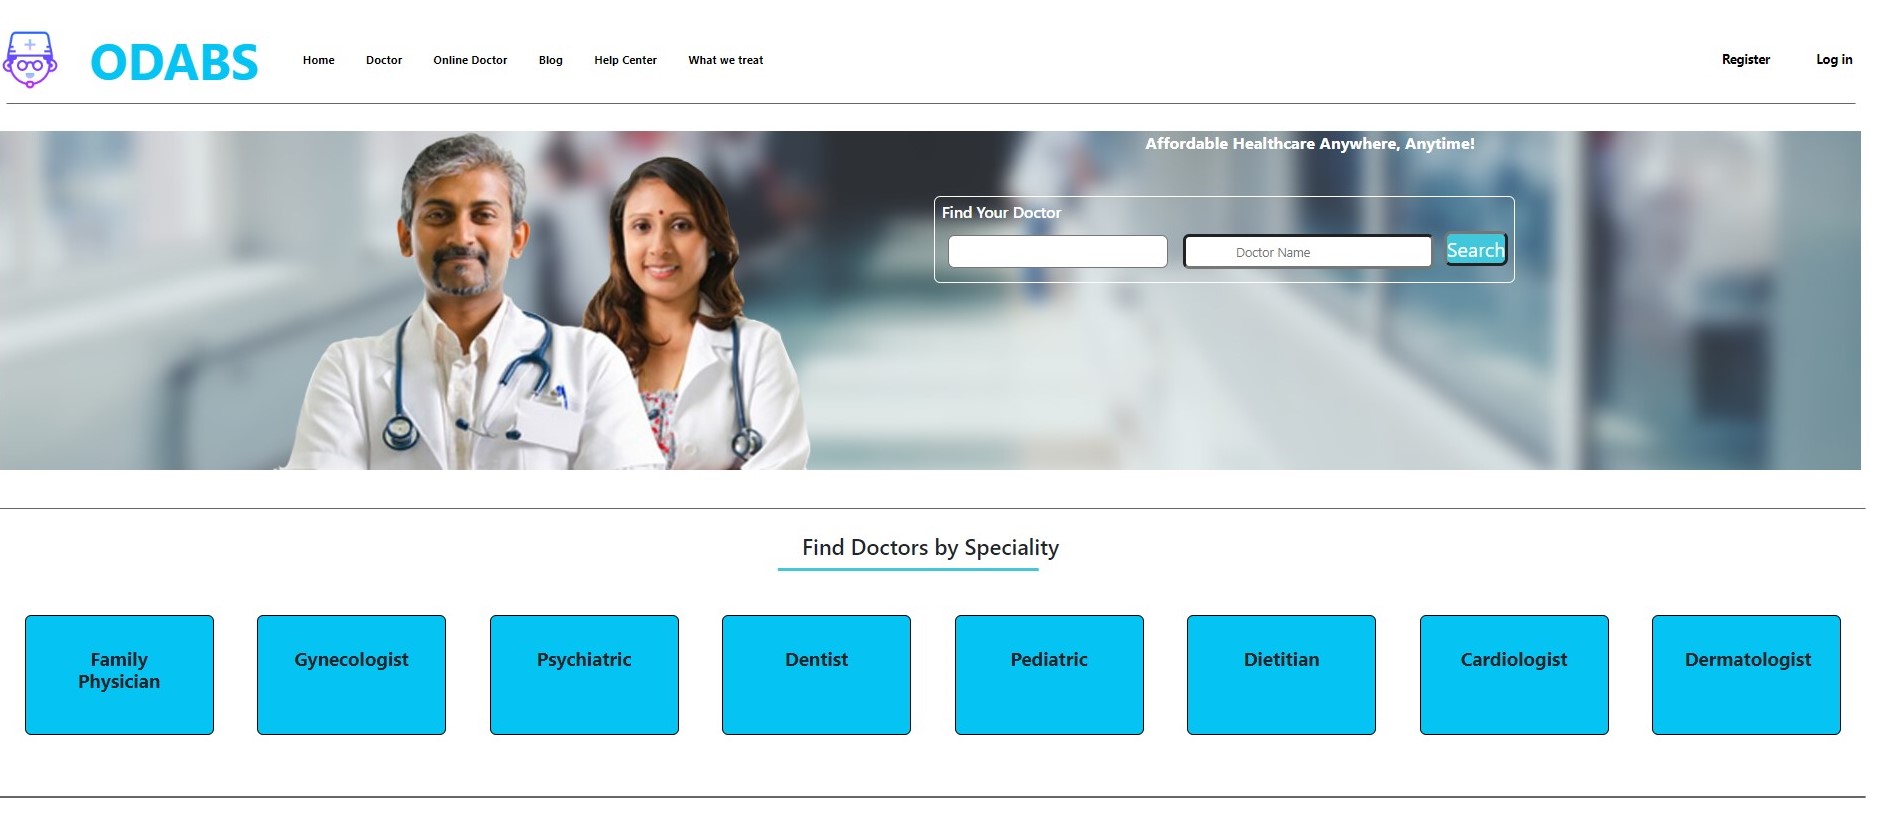 ODABS
Home Doctor Online Doctor Blog Help Center What we treat
Register Log in
Affordable Healthcare Anywhere, Anytime!
Find Your Doctor
Doctor Name Search
Find Doctors by Speciality
Family
Physician
Gynecologist
Psychiatric
Dentist
Pediatric
Dietitian
Cardiologist
Dermatologist